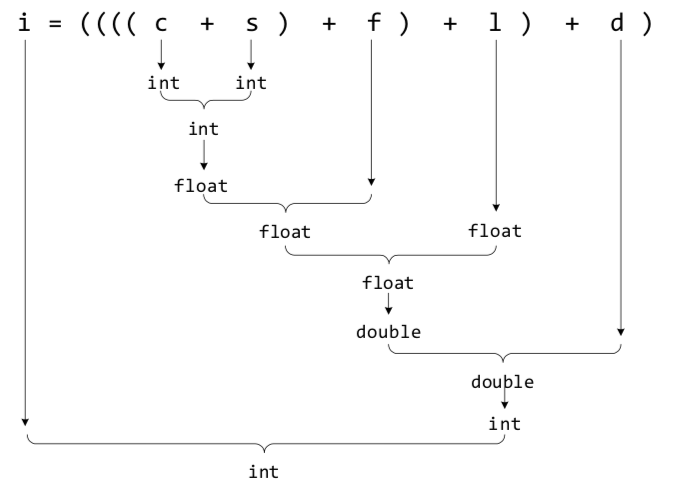 i = (((( c + s ) + f ) + l ) + d )
int int
int
float
float float
float
double
double
int
int